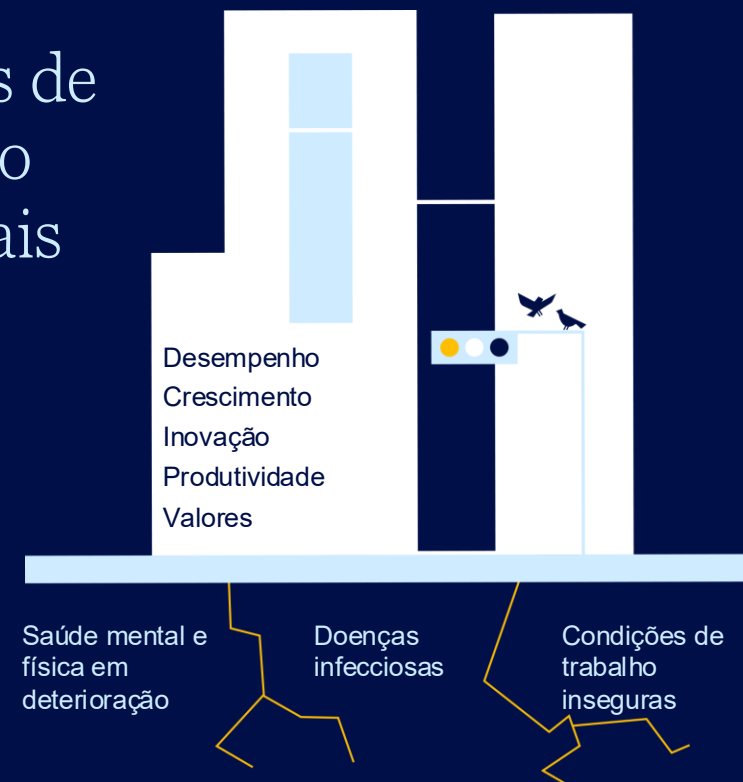 s de
o
ais
Desempenho
Crescimento
Inovação
Produtividade
Valores
Saúde mental e
física em
deterioração
Doenças
infecciosas
Condições de
trabalho
inseguras